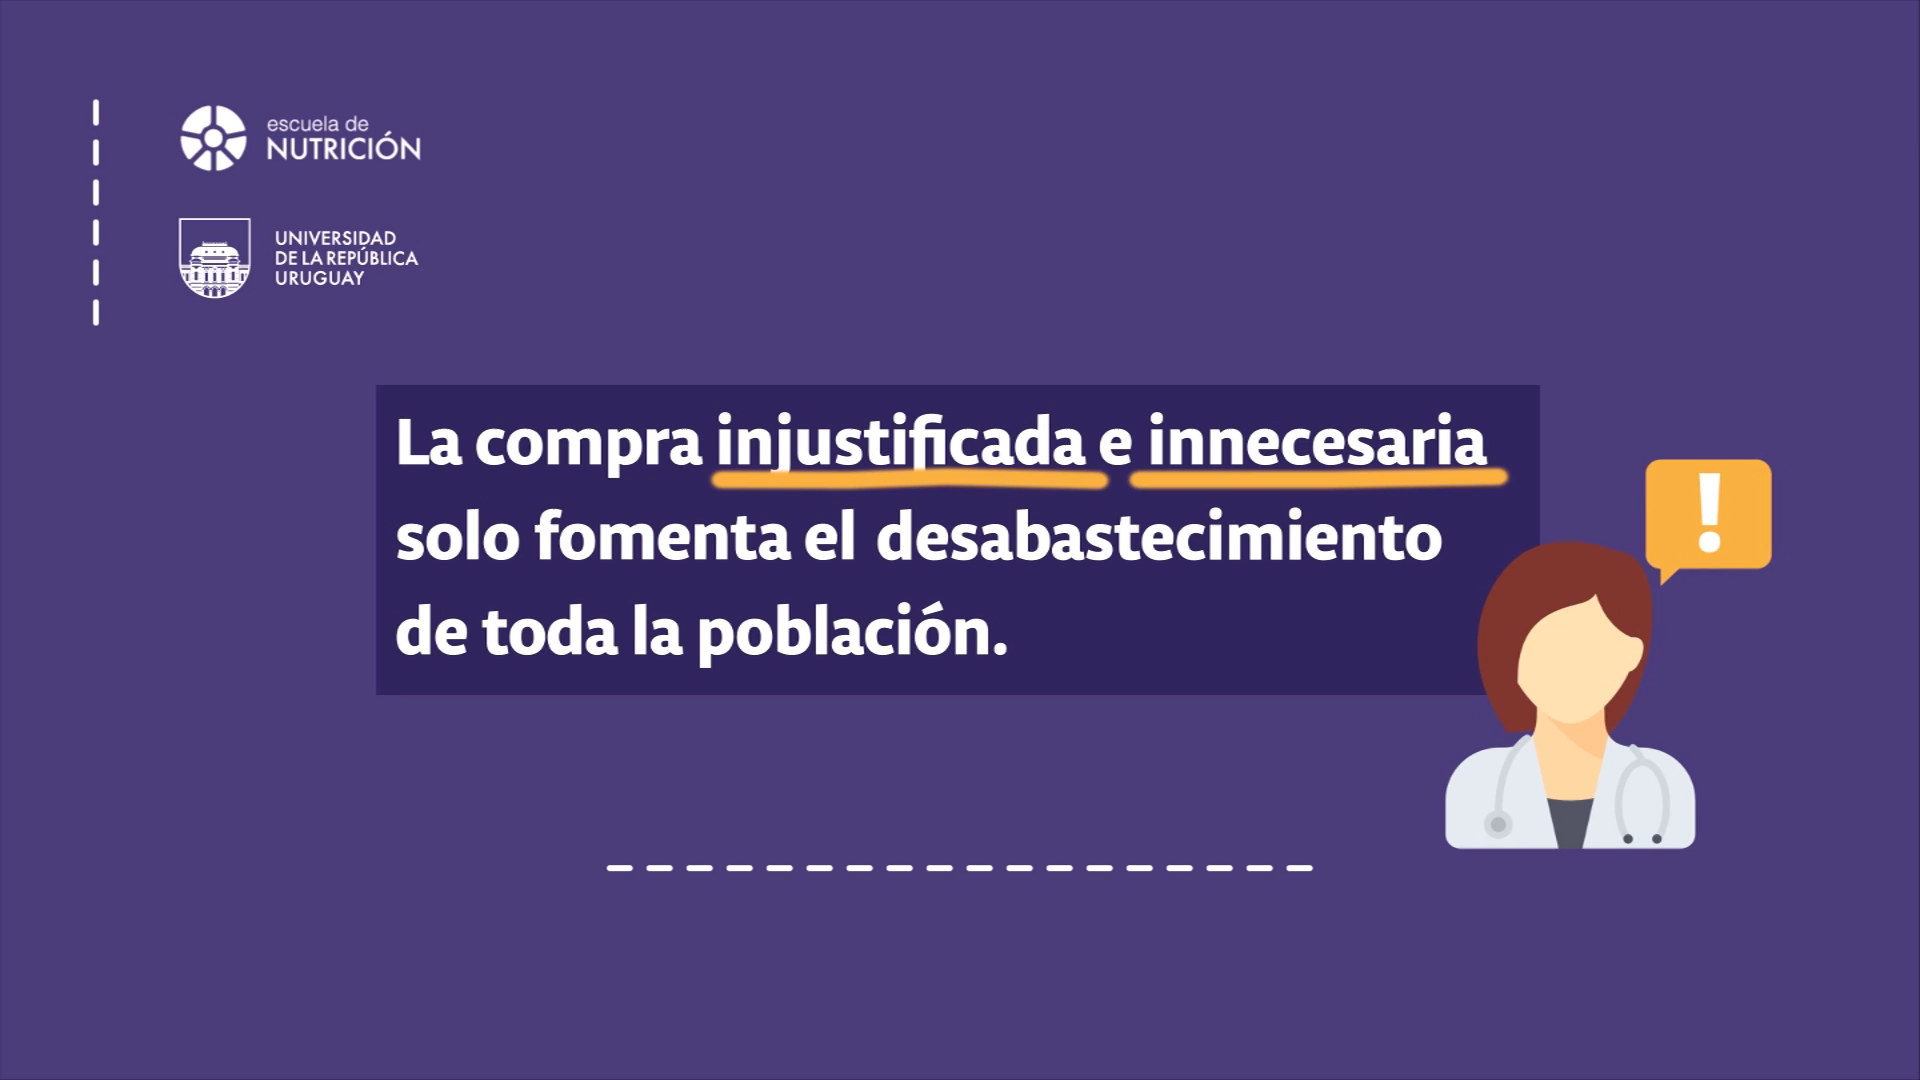 escuela de
NUTRICIÓN
UNIVERSIDAD
DE LA REPÚBLICA
URUGUAY
La compra injustificada e innecesaria
solo fomenta el desabastecimiento
de toda la población.
!